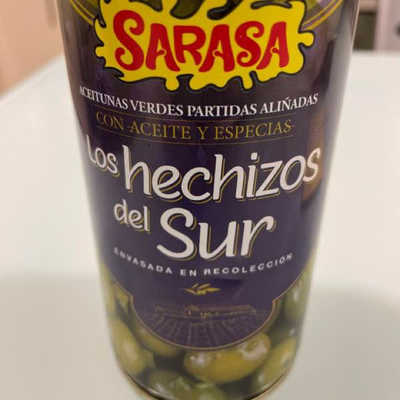 SARASA
ACEITUNAS VERDES PARTIDAS ALIÑADAS
CON ACEITE Y ESPECIAS
Los hechizos
del Sur
ENVASADA EN RECOLECCIÓN